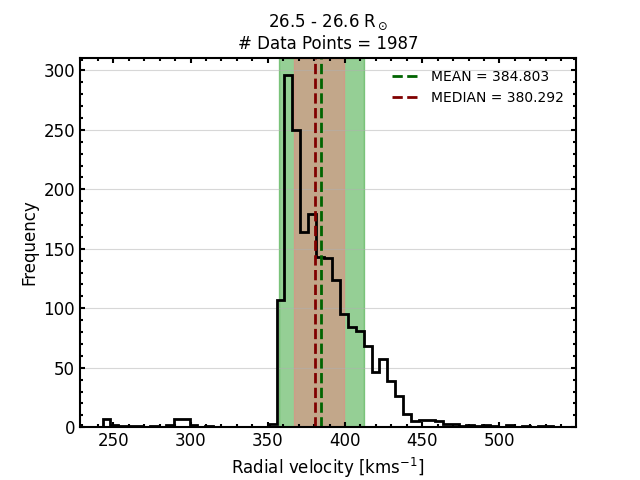 26.5 - 26.6 R⊙
# Data Points = 1987
MEAN = 384.803
MEDIAN = 380.292
Frequency
300
250
200
150
100
50
0
250 300 350 400 450 500
Radial velocity [kms⁻¹]